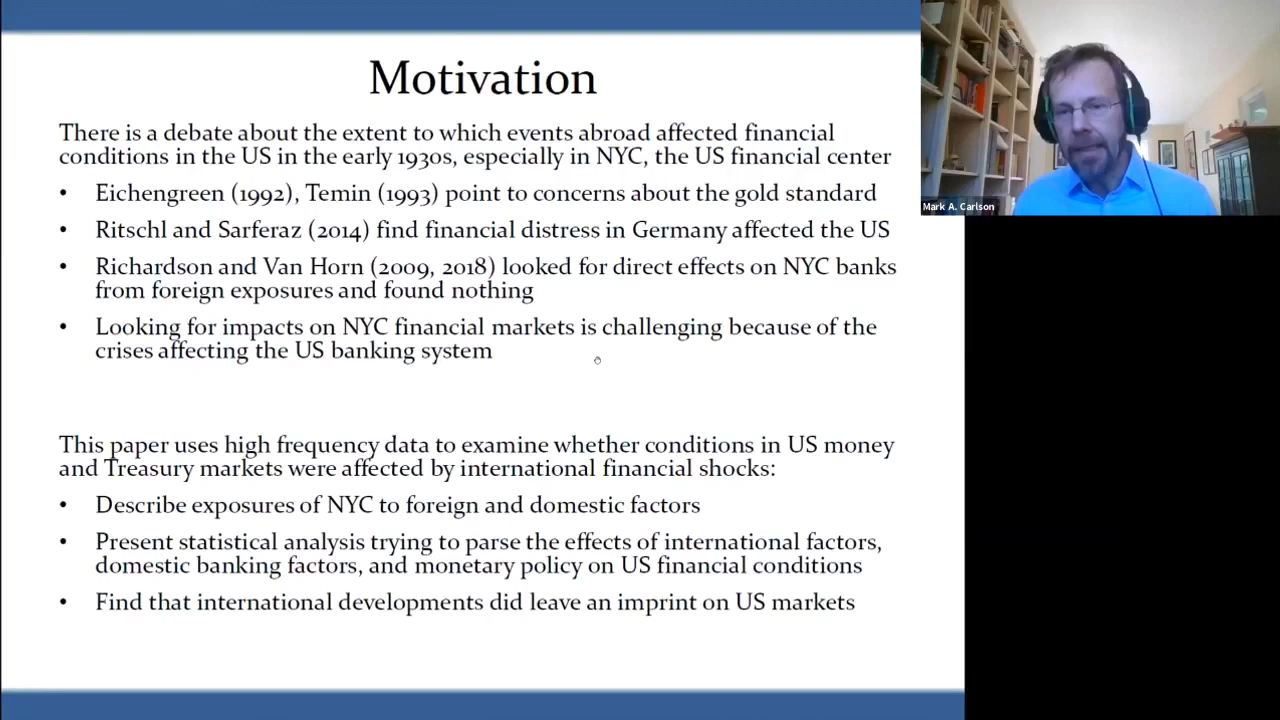 Motivation
There is a debate about the extent to which events abroad affected financial
conditions in the US in the early 1930s, especially in NYC, the US financial center
• Eichengreen (1992), Temin (1993) point to concerns about the gold standard
• Ritschl and Sarferaz (2014) find financial distress in Germany affected the US
• Richardson and Van Horn (2009, 2018) looked for direct effects on NYC banks
from foreign exposures and found nothing
• Looking for impacts on NYC financial markets is challenging because of the
crises affecting the US banking system
This paper uses high frequency data to examine whether conditions in US money
and Treasury markets were affected by international financial shocks:
• Describe exposures of NYC to foreign and domestic factors
• Present statistical analysis trying to parse the effects of international factors,
domestic banking factors, and monetary policy on US financial conditions
• Find that international developments did leave an imprint on US markets
Mark A. Carlson